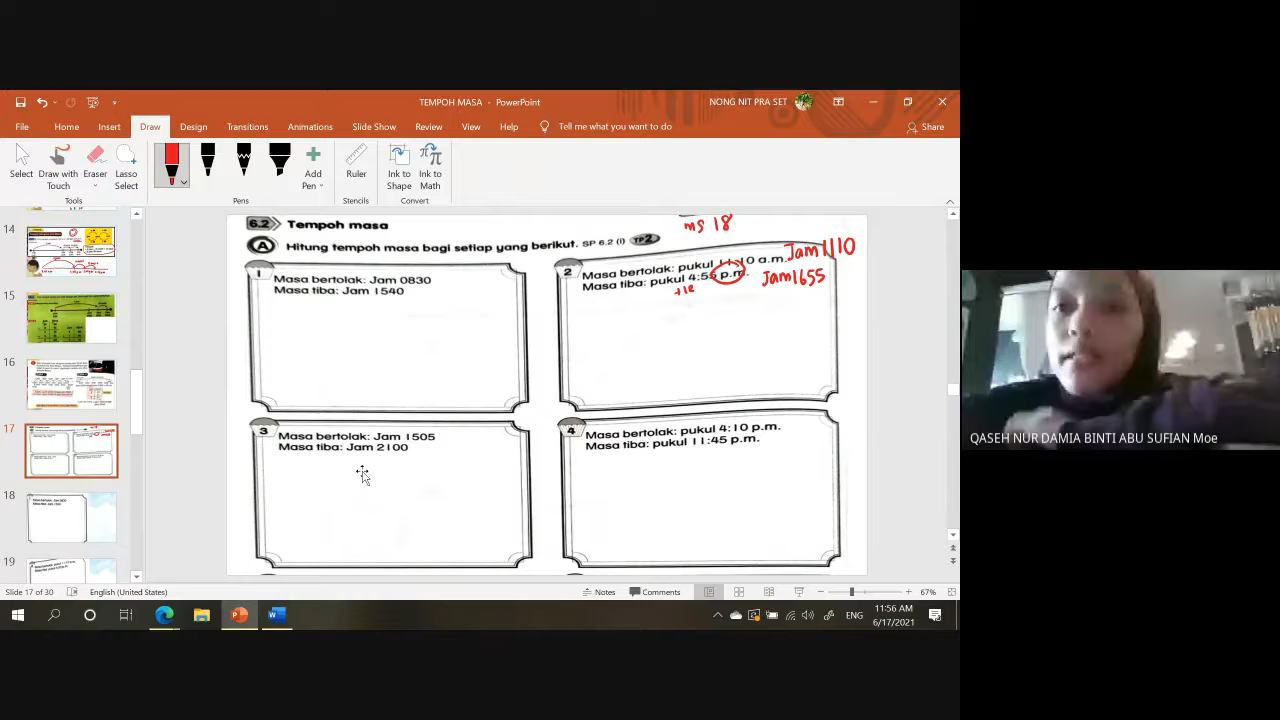 TEMPOH MASA - PowerPoint
NONG NIT PRA SET
File Home Insert Draw Design Transitions Animations Slide Show Review View Help Tell me what you want to do Share
Select Draw with Touch Eraser Lasso Select Add Pen Ruler Ink to Shape Ink to Math
Tools Pens Stencils Convert
14
15
16
17
18
19
ms 18
6.2 Tempoh masa
A Hitung tempoh masa bagi setiap yang berikut. SP 6.2 (i) TP2
1
Masa bertolak: Jam 0830
Masa tiba: Jam 1540
2
Masa bertolak: pukul 11:10 a.m. Jam 1110
Masa tiba: pukul 4:55 p.m. Jam 1655
+12
3
Masa bertolak: Jam 1505
Masa tiba: Jam 2100
4
Masa bertolak: pukul 4:10 p.m.
Masa tiba: pukul 11:45 p.m.
QASEH NUR DAMIA BINTI ABU SUFIAN Moe
Slide 17 of 30 English (United States) Notes Comments 67%
ENG 11:56 AM
6/17/2021